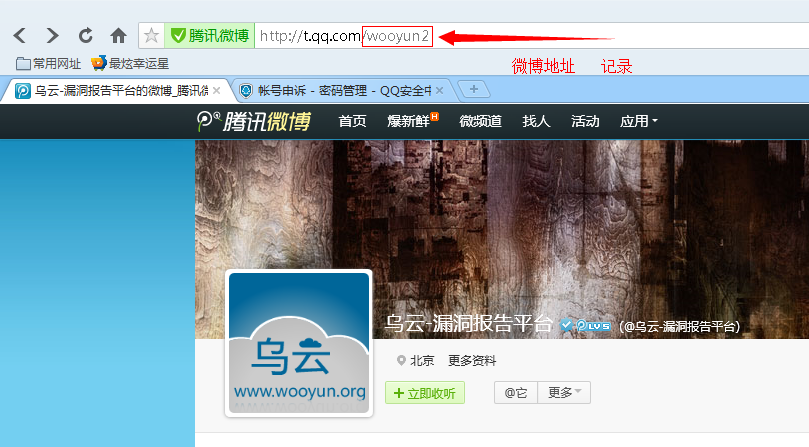 腾讯微博 http://t.qq.com/wooyun2
常用网址 最炫幸运星 微博地址 记录
乌云-漏洞报告平台的微博_腾讯微 帐号申诉 - 密码管理 - QQ安全中
腾讯微博 首页 爆新鲜 H 微频道 找人 活动 应用
乌云-漏洞报告平台 LV5 (@乌云-漏洞报告平台)
乌云
www.wooyun.org
北京 更多资料
+ 立即收听 @它 更多